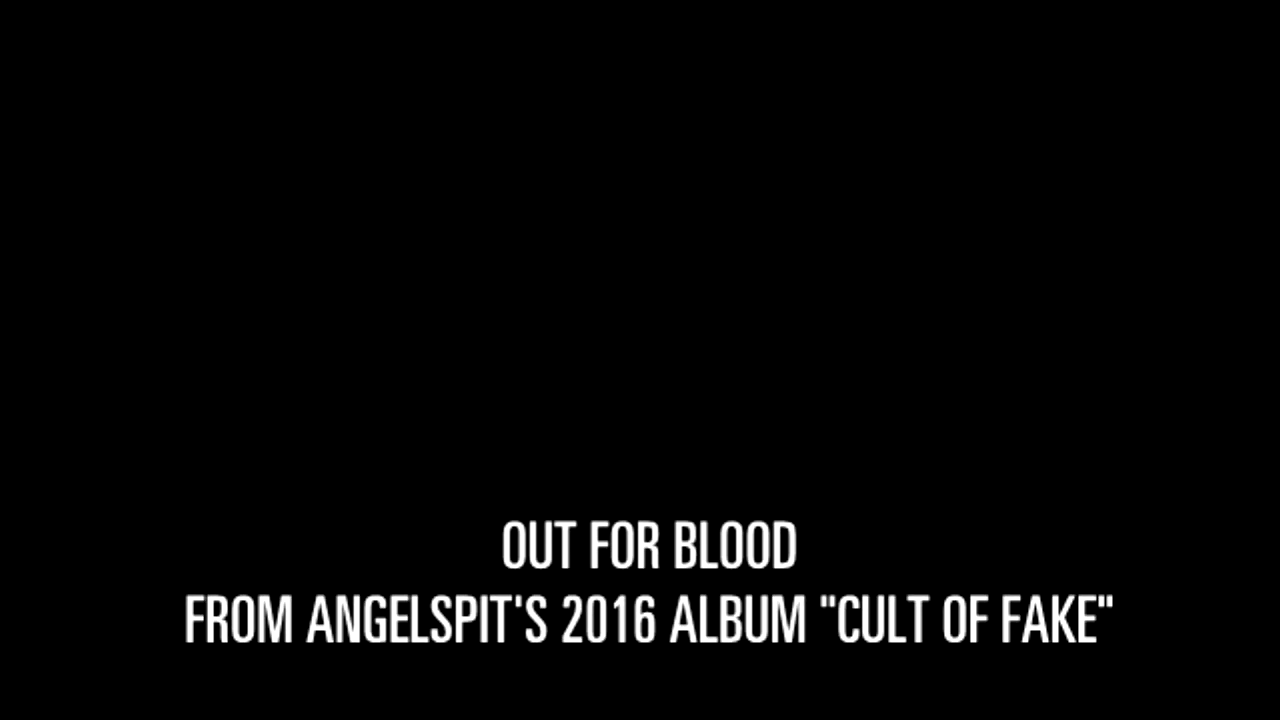 OUT FOR BLOOD
FROM ANGELSPIT'S 2016 ALBUM "CULT OF FAKE"